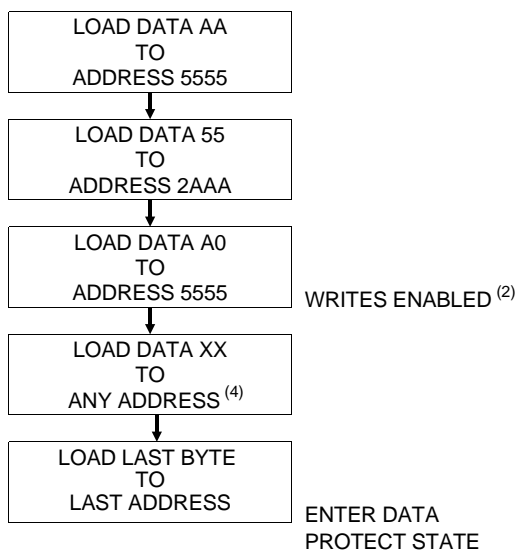 LOAD DATA AA
TO
ADDRESS 5555
LOAD DATA 55
TO
ADDRESS 2AAA
LOAD DATA A0
TO
ADDRESS 5555
WRITES ENABLED (2)
LOAD DATA XX
TO
ANY ADDRESS (4)
LOAD LAST BYTE
TO
LAST ADDRESS
ENTER DATA
PROTECT STATE